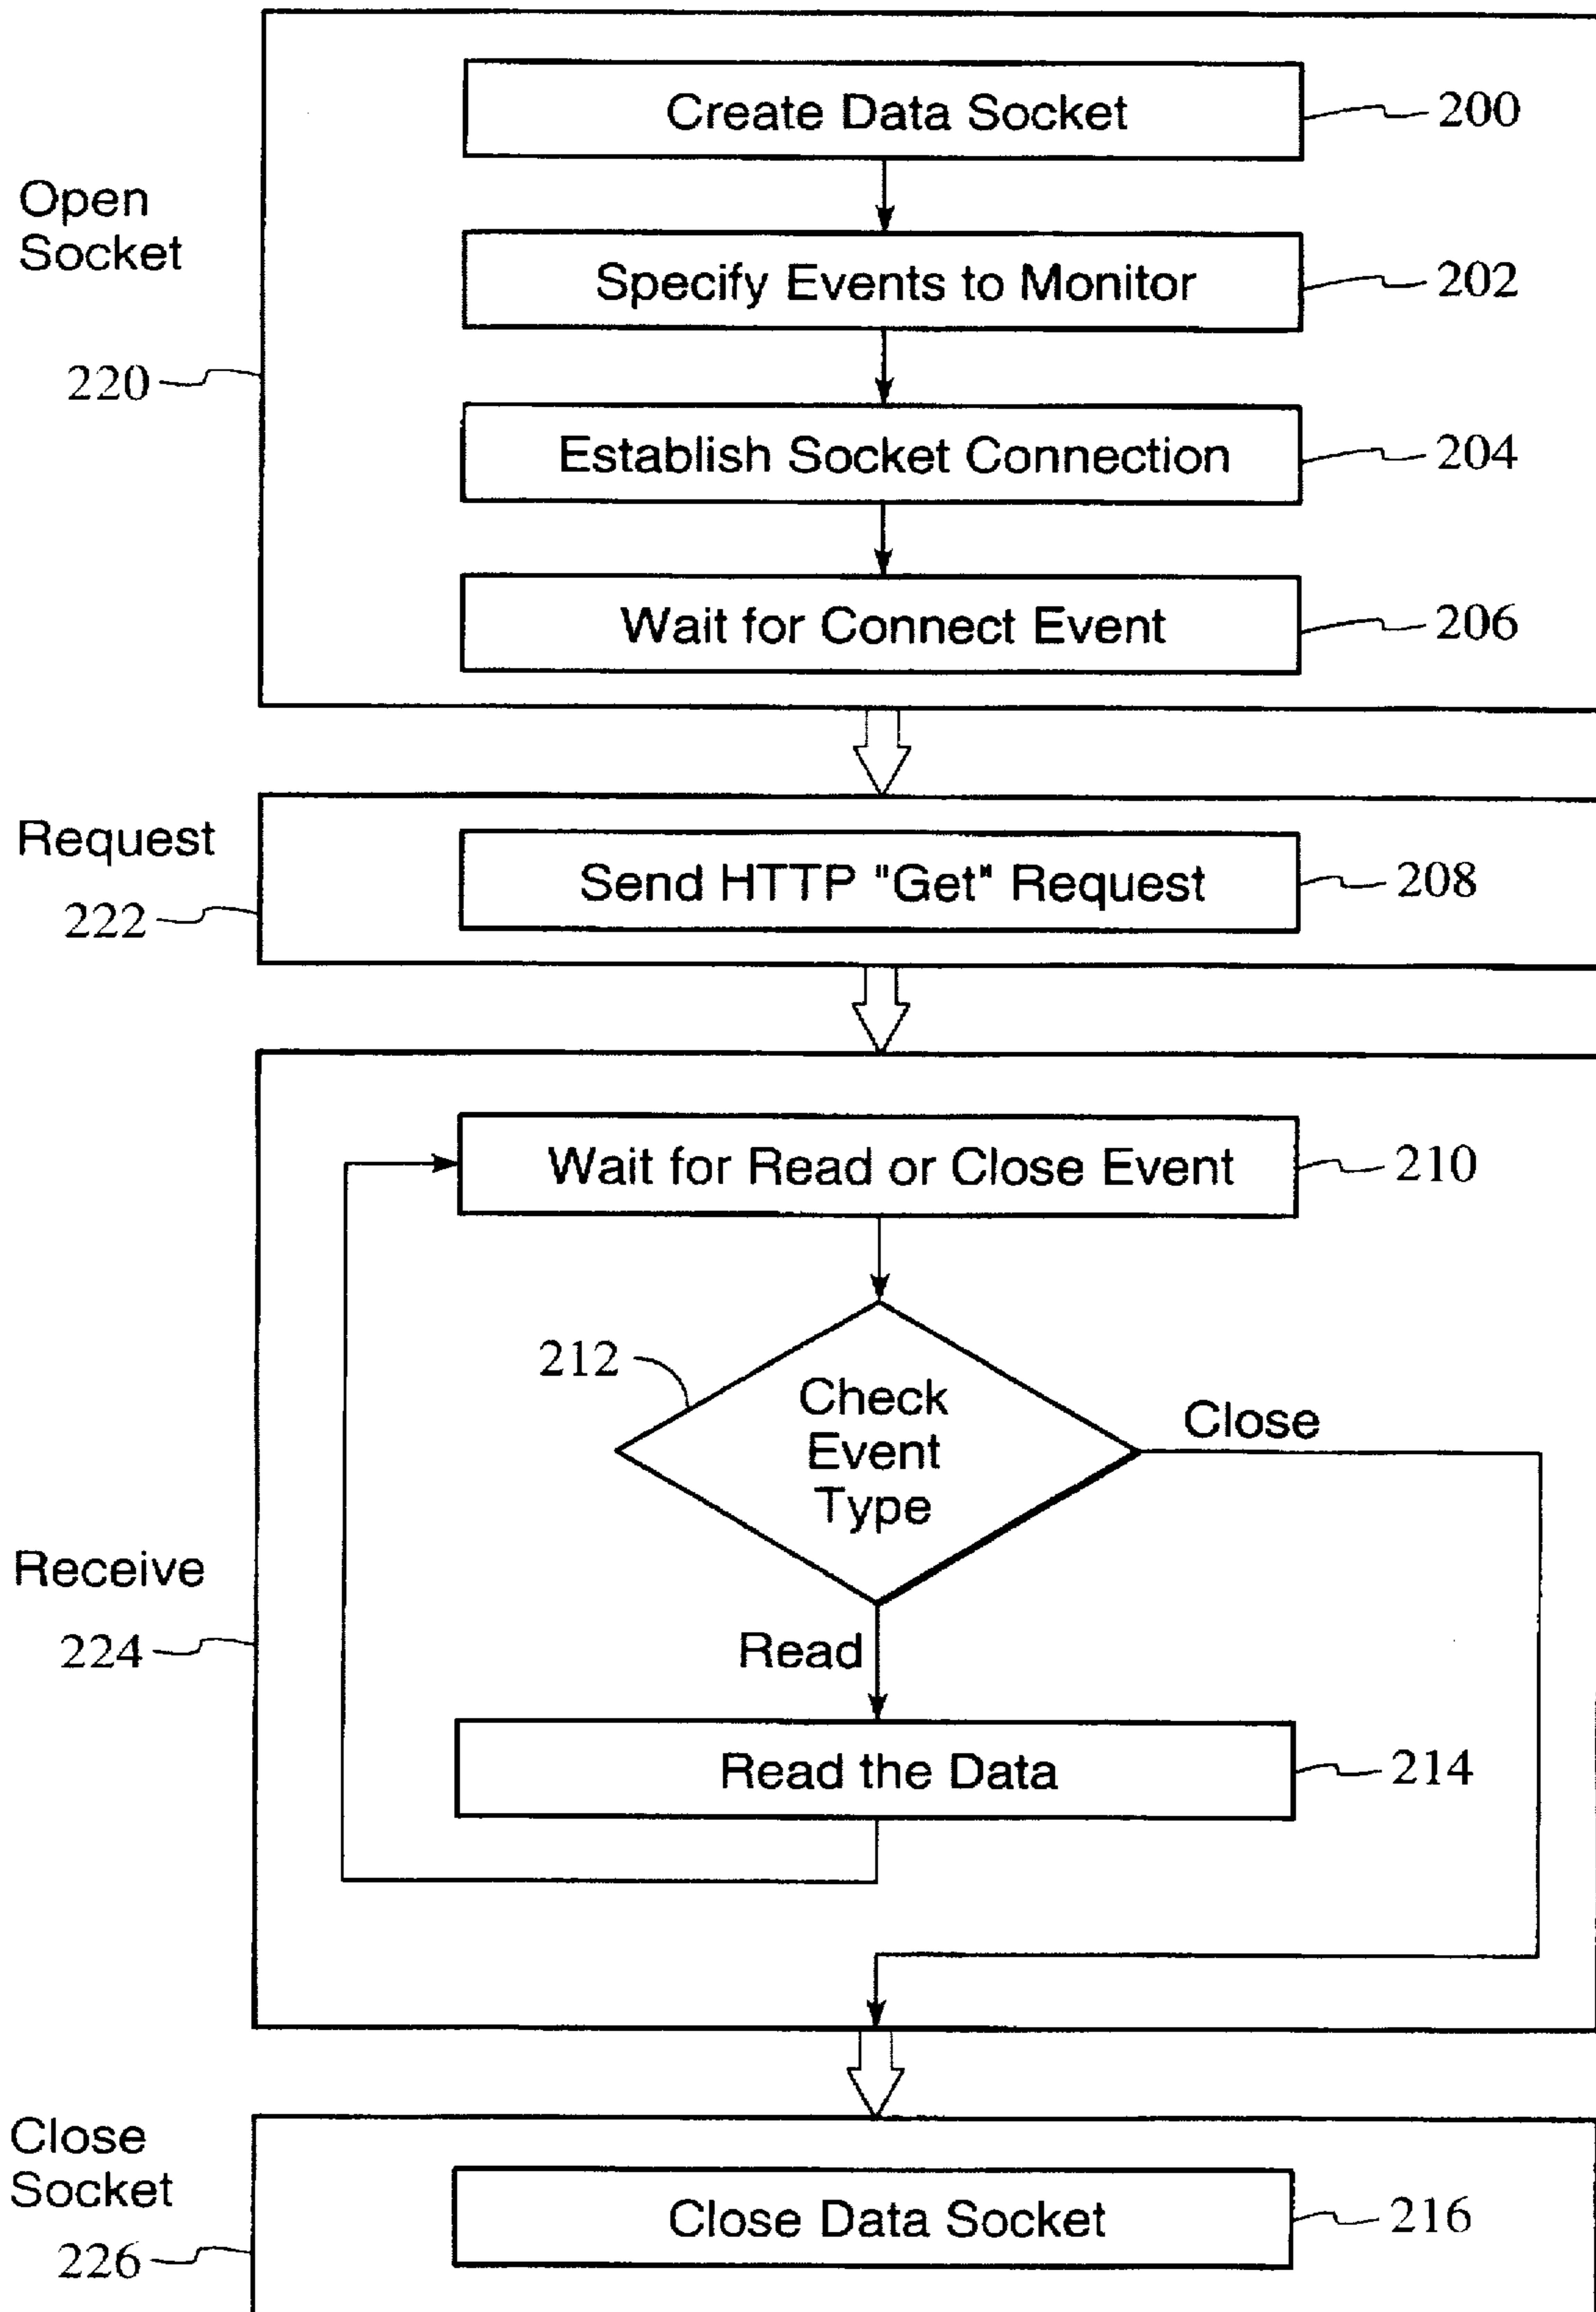 Create Data Socket
200
Open
Socket
Specify Events to Monitor
202
220
Establish Socket Connection
204
Wait for Connect Event
206
Request
222
Send HTTP "Get" Request
208
Wait for Read or Close Event
210
212
Check
Event
Type
Close
Receive
224
Read
Read the Data
214
Close
Socket
226
Close Data Socket
216